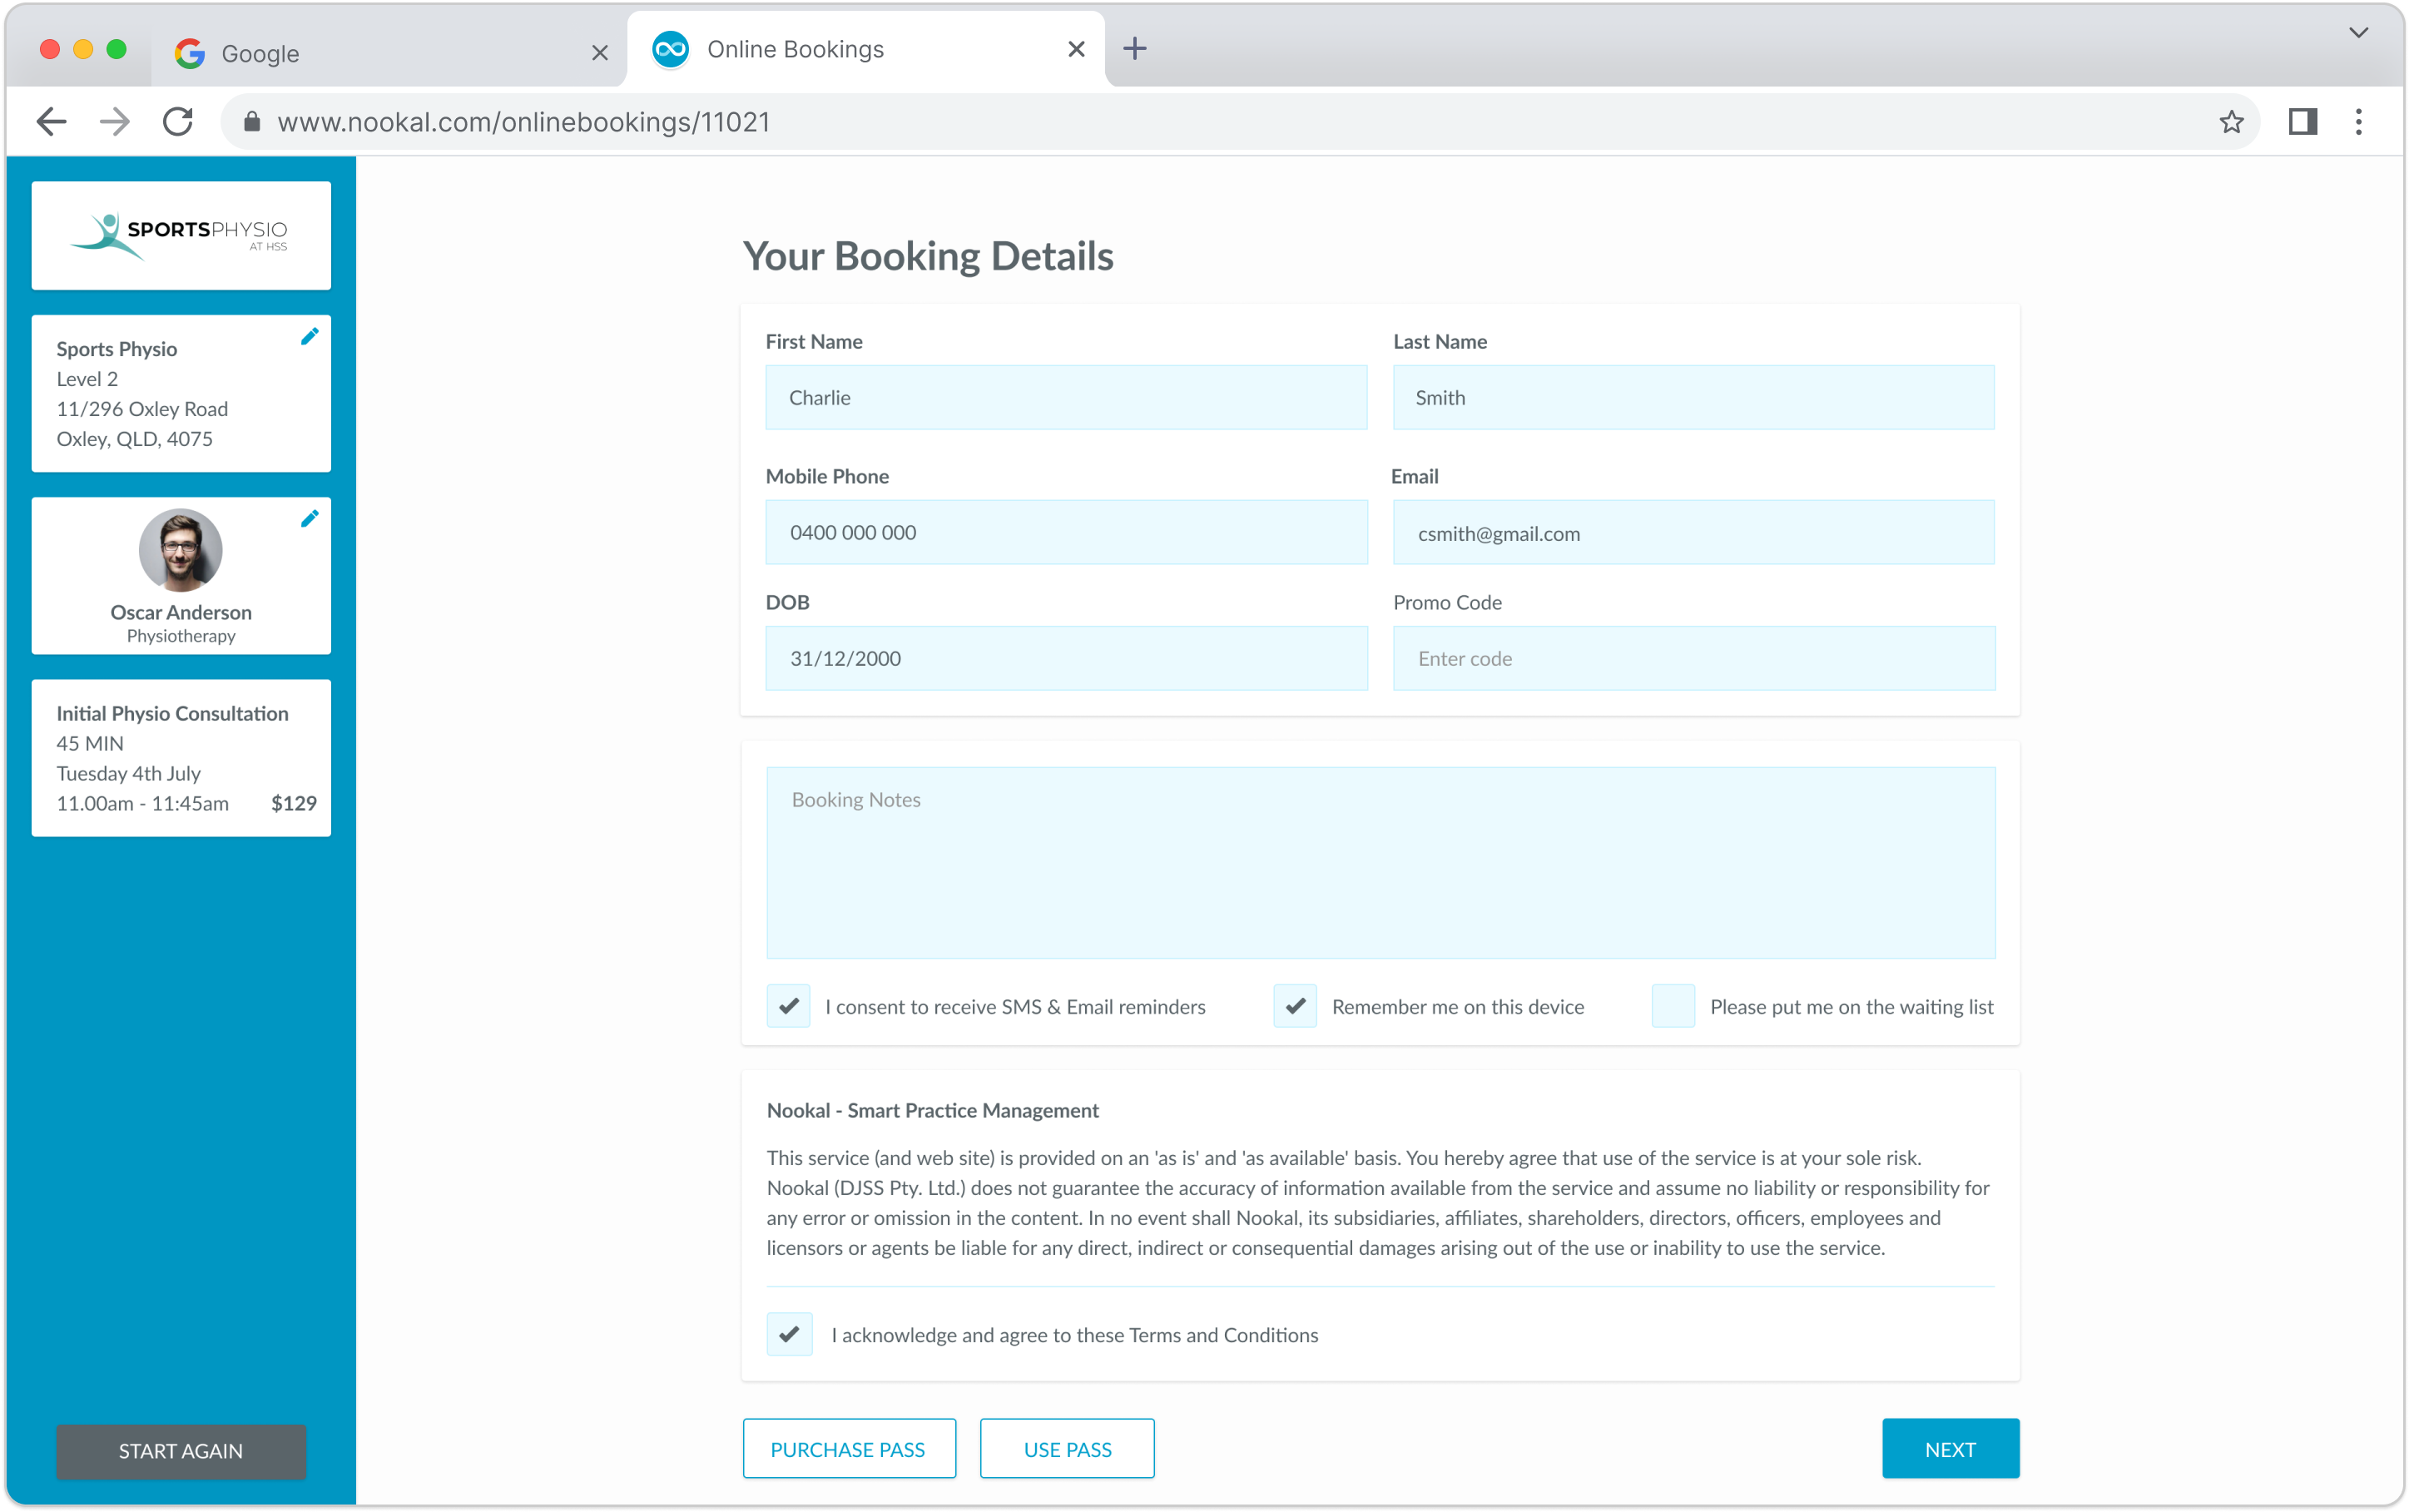 Google
Online Bookings
www.nookal.com/onlinebookings/11021
SPORTSPHYSIO
AT HSS
Sports Physio
Level 2
11/296 Oxley Road
Oxley, QLD, 4075
Oscar Anderson
Physiotherapy
Initial Physio Consultation
45 MIN
Tuesday 4th July
11.00am - 11:45am $129
START AGAIN
Your Booking Details
First Name Last Name
Charlie Smith
Mobile Phone Email
0400 000 000 csmith@gmail.com
DOB Promo Code
31/12/2000 Enter code
Booking Notes
I consent to receive SMS & Email reminders Remember me on this device Please put me on the waiting list
Nookal - Smart Practice Management
This service (and web site) is provided on an 'as is' and 'as available' basis. You hereby agree that use of the service is at your sole risk.
Nookal (DJSS Pty. Ltd.) does not guarantee the accuracy of information available from the service and assume no liability or responsibility for
any error or omission in the content. In no event shall Nookal, its subsidiaries, affiliates, shareholders, directors, officers, employees and
licensors or agents be liable for any direct, indirect or consequential damages arising out of the use or inability to use the service.
I acknowledge and agree to these Terms and Conditions
PURCHASE PASS USE PASS NEXT